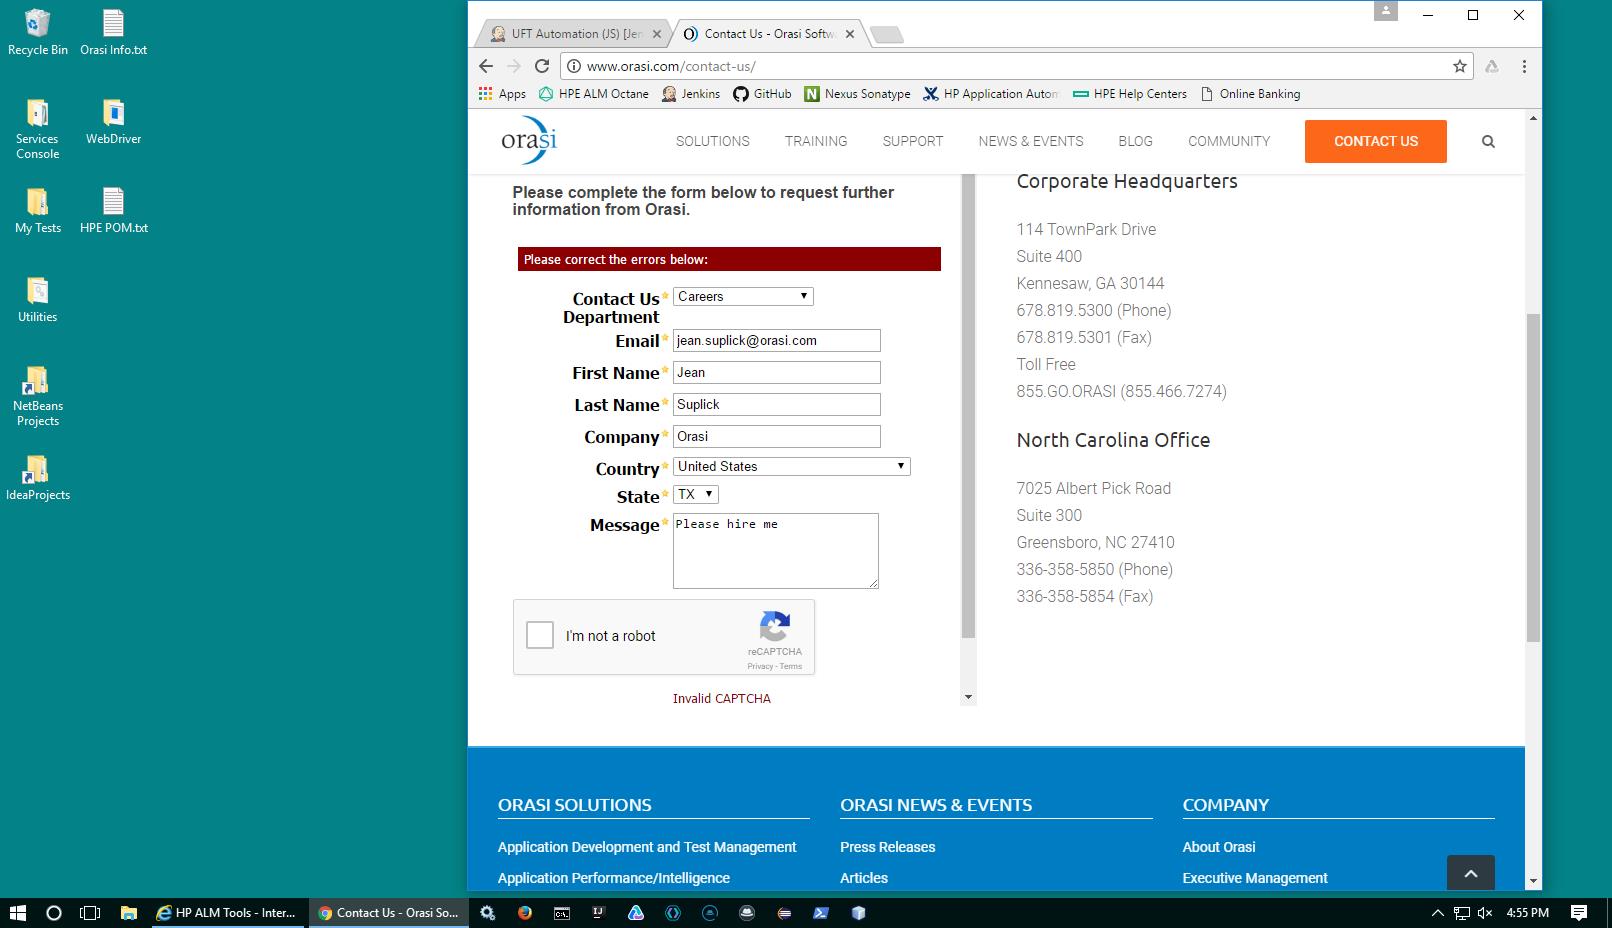 Recycle Bin
Orasi Info.txt
Services
Console
WebDriver
My Tests
HPE POM.txt
Utilities
NetBeans
Projects
IdeaProjects
UFT Automation (JS) [Jen
Contact Us - Orasi Softw
www.orasi.com/contact-us/
Apps
HPE ALM Octane
Jenkins
GitHub
Nexus Sonatype
HP Application Autom
HPE Help Centers
Online Banking
orasi
SOLUTIONS
TRAINING
SUPPORT
NEWS & EVENTS
BLOG
COMMUNITY
CONTACT US
Please complete the form below to request further
information from Orasi.
Please correct the errors below:
Contact Us
Department
Careers
Email
jean.suplick@orasi.com
First Name
Jean
Last Name
Suplick
Company
Orasi
Country
United States
State
TX
Message
Please hire me
I'm not a robot
reCAPTCHA
Privacy - Terms
Invalid CAPTCHA
Corporate Headquarters
114 TownPark Drive
Suite 400
Kennesaw, GA 30144
678.819.5300 (Phone)
678.819.5301 (Fax)
Toll Free
855.GO.ORASI (855.466.7274)
North Carolina Office
7025 Albert Pick Road
Suite 300
Greensboro, NC 27410
336-358-5850 (Phone)
336-358-5854 (Fax)
ORASI SOLUTIONS
Application Development and Test Management
Application Performance/Intelligence
ORASI NEWS & EVENTS
Press Releases
Articles
COMPANY
About Orasi
Executive Management
HP ALM Tools - Inter...
Contact Us - Orasi So...
4:55 PM